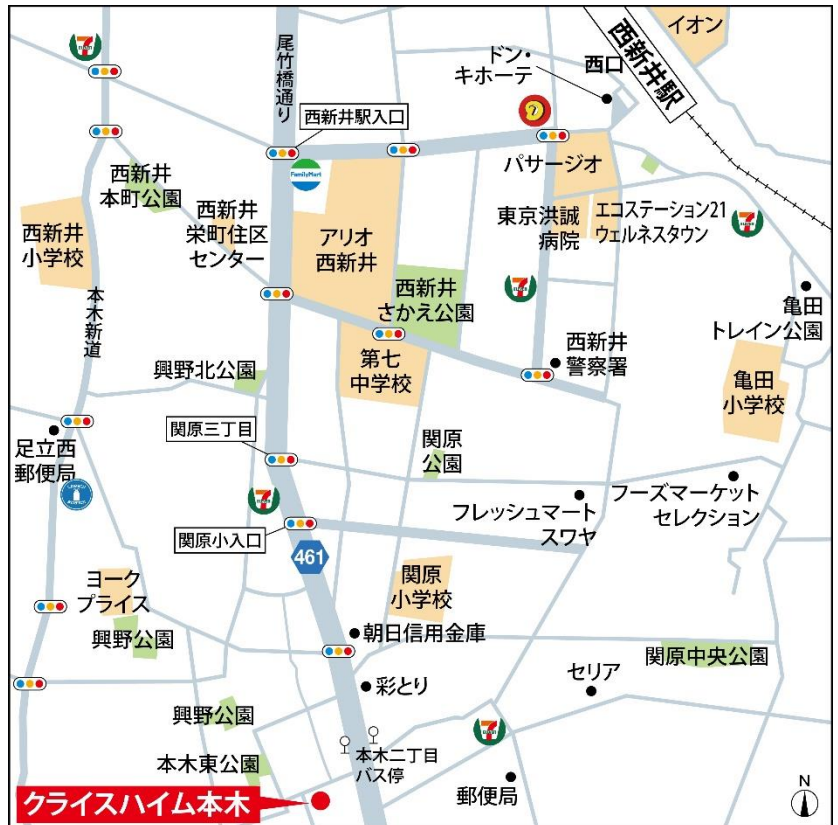 イオン
西新井駅
西口
ドン・
キホーテ
尾竹橋通り
西新井駅入口
パサージオ
FamilyMart
西新井
本町公園
西新井
栄町住区
センター
アリオ
西新井
東京洪誠
病院
エコステーション21
ウェルネスタウン
西新井
小学校
本木新道
西新井
さかえ公園
亀田
トレイン公園
第七
中学校
西新井
警察署
亀田
小学校
興野北公園
関原三丁目
足立西
郵便局
関原
公園
フレッシュマート
スワヤ
フーズマーケット
セレクション
関原小入口
461
ヨーク
プライス
興野公園
関原
小学校
朝日信用金庫
関原中央公園
彩とり
セリア
興野公園
本木二丁目
バス停
本木東公園
郵便局
クライスハイム本木
N